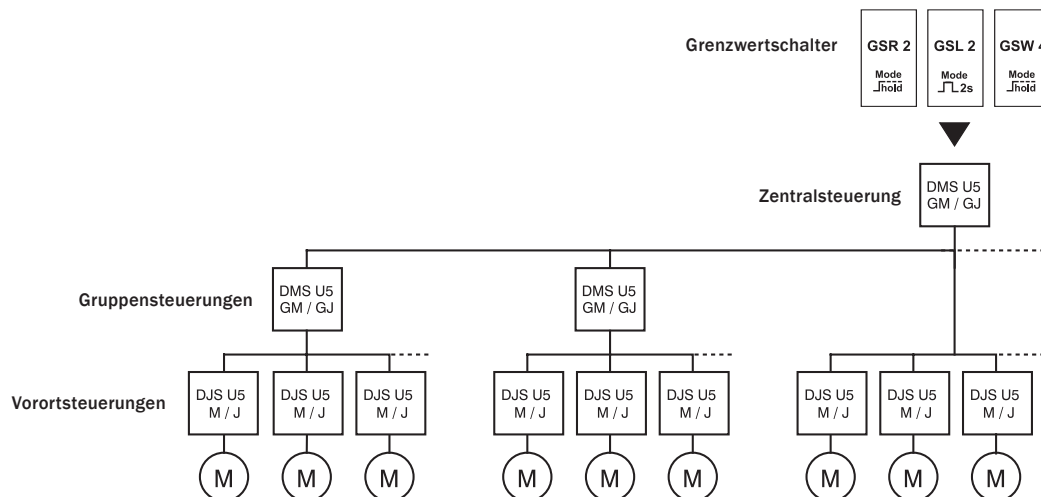 Grenzwertschalter
GSR 2 GSL 2 GSW 4
Mode Mode Mode
hold 2s hold
Zentralsteuerung
DMS U5
GM / GJ
Gruppensteuerungen
DMS U5 DMS U5
GM / GJ GM / GJ
Vorortsteuerungen
DJS U5 DJS U5 DJS U5 DJS U5 DJS U5 DJS U5 DJS U5 DJS U5 DJS U5
M / J M / J M / J M / J M / J M / J M / J M / J M / J
M M M M M M M M M